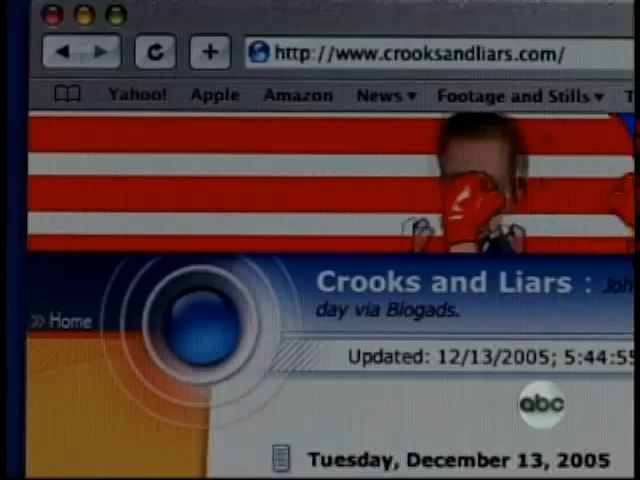 http://www.crooksandliars.com/
Yahoo! Apple Amazon News Footage and Stills
Crooks and Liars :
day via Blogads.
Home
Updated: 12/13/2005; 5:44:55
abc
Tuesday, December 13, 2005